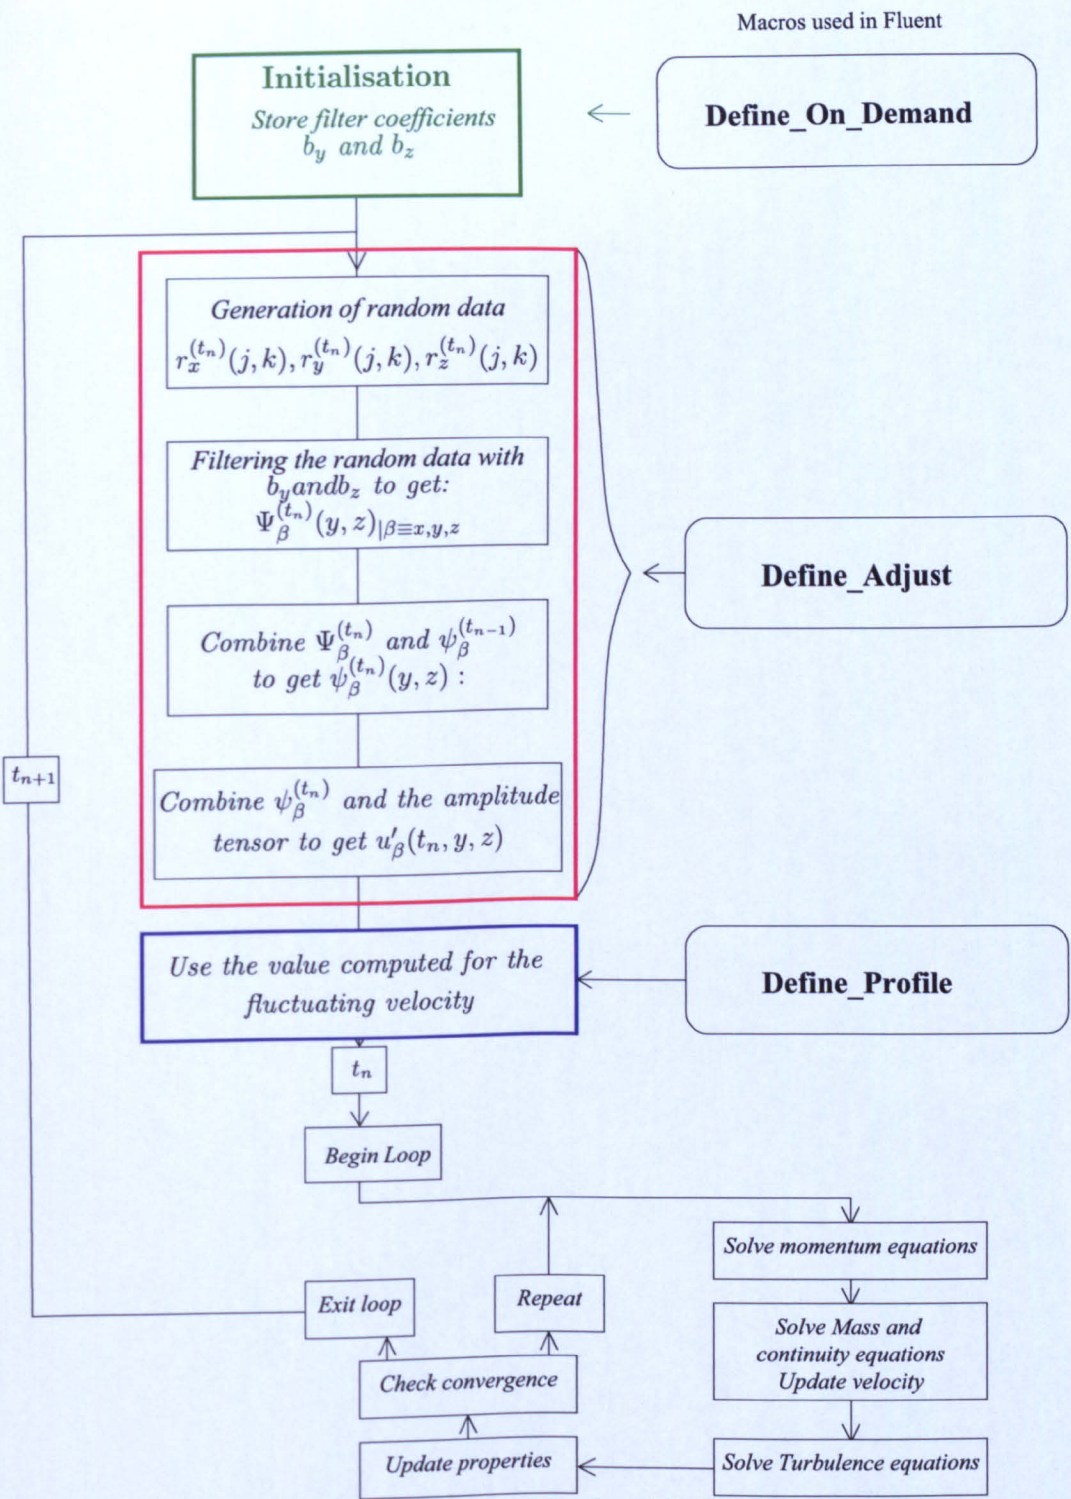 Macros used in Fluent
Initialisation
Store filter coefficients
b_y and b_z
Define_On_Demand
Generation of random data
r_x^{(t_n)}(j, k), r_y^{(t_n)}(j, k), r_z^{(t_n)}(j, k)
Filtering the random data with
b_yandb_z to get:
Ψ_β^{(t_n)}(y, z)_{|β≡x,y,z}
Combine Ψ_β^{(t_n)} and ψ_β^{(t_{n-1})}
to get ψ_β^{(t_n)}(y, z) :
Define_Adjust
t_{n+1}
Combine ψ_β^{(t_n)} and the amplitude
tensor to get u'_β(t_n, y, z)
Use the value computed for the
fluctuating velocity
Define_Profile
t_n
Begin Loop
Solve momentum equations
Exit loop
Repeat
Solve Mass and
continuity equations
Update velocity
Check convergence
Update properties
Solve Turbulence equations